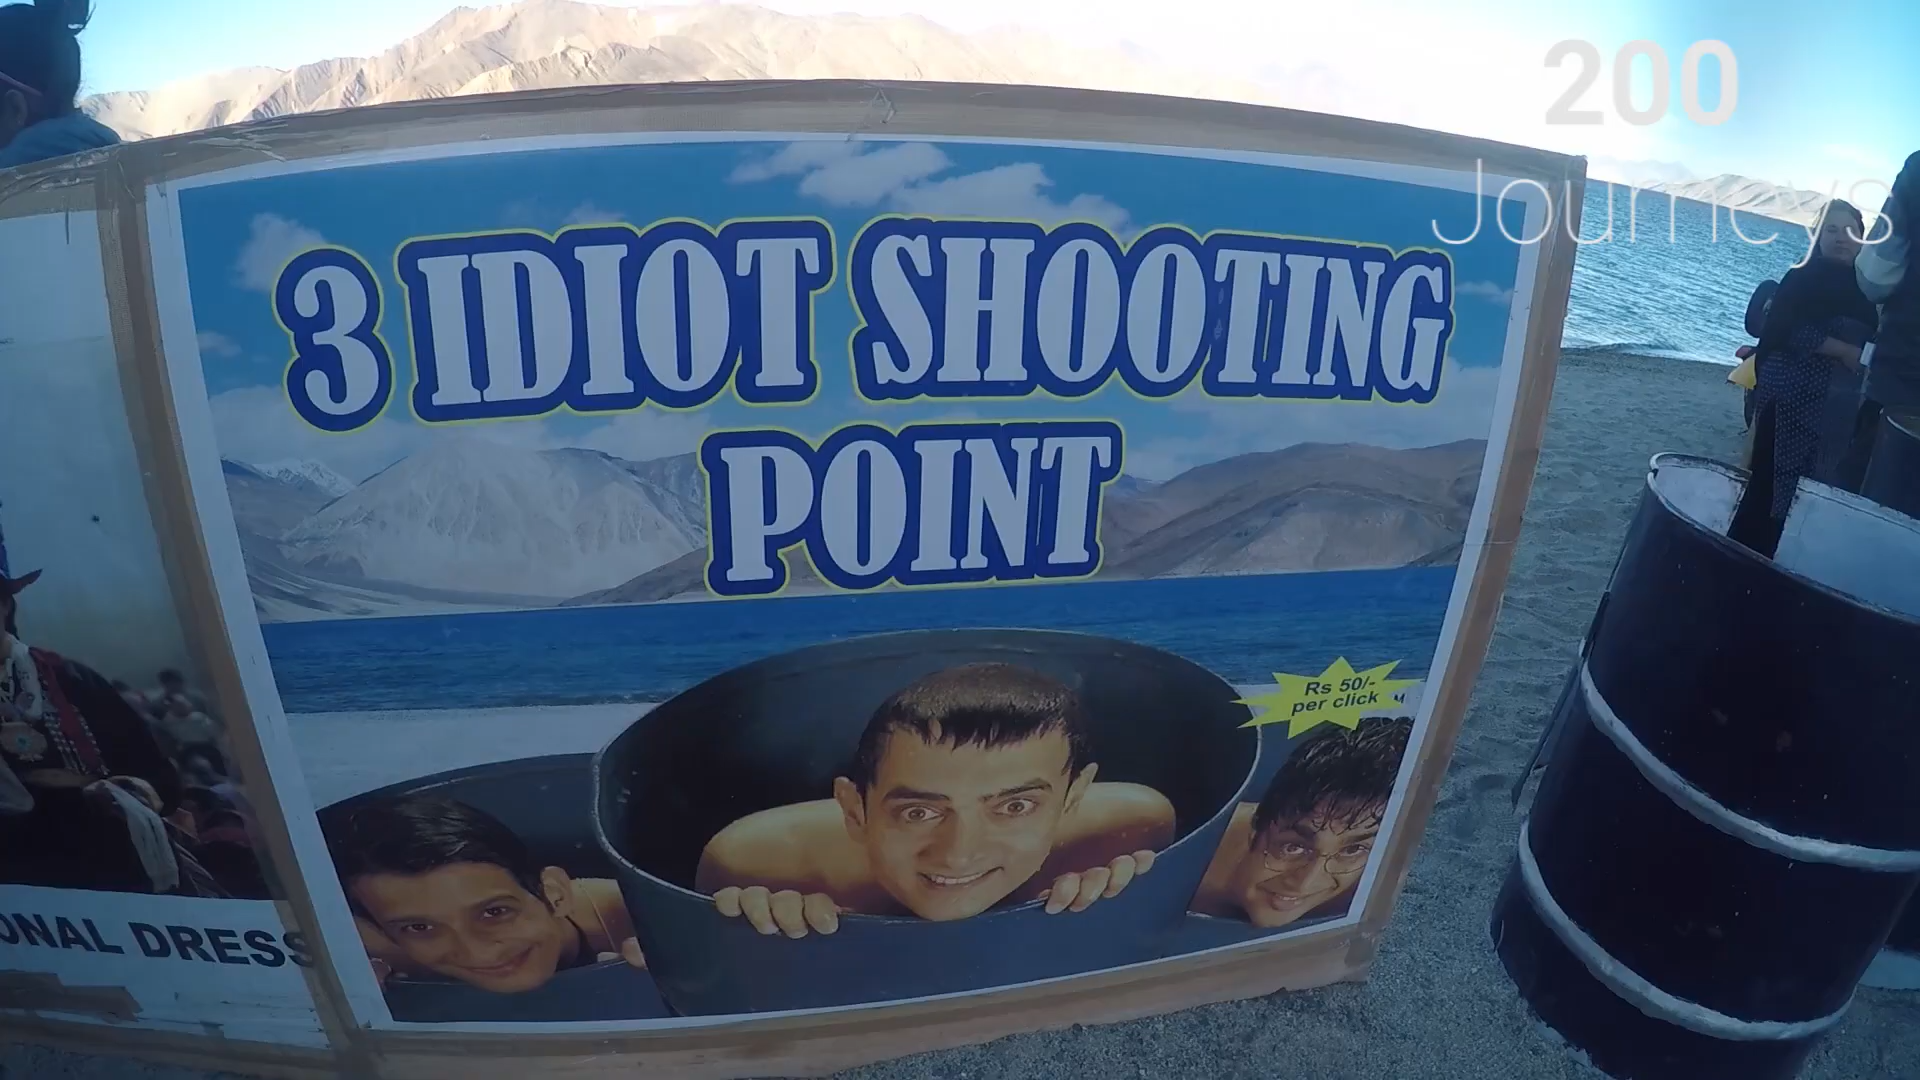 200
Journeys
3 IDIOT SHOOTING
POINT
Rs 50/-
per click
ONAL DRESS